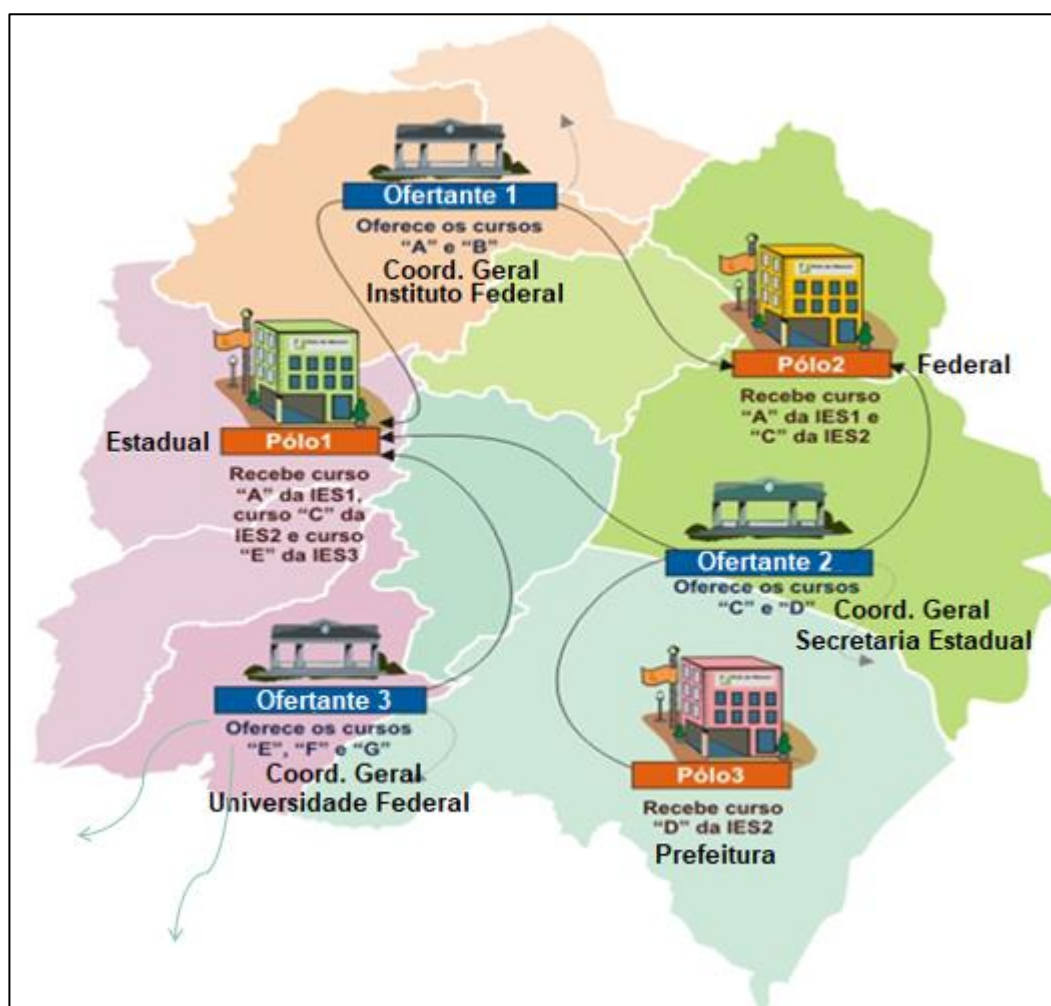 Ofertante 1
Oferece os cursos
“A” e “B”
Coord. Geral
Instituto Federal
Pólo2
Federal
Recebe curso
“A” da IES1 e
“C” da IES2
Estadual
Pólo1
Recebe curso
“A” da IES1,
curso “C” da
IES2 e curso
“E” da IES3
Ofertante 2
Oferece os cursos
“C” e “D”
Coord. Geral
Secretaria Estadual
Ofertante 3
Oferece os cursos
“E”, “F” e “G”
Coord. Geral
Universidade Federal
Pólo3
Recebe curso
“D” da IES2
Prefeitura